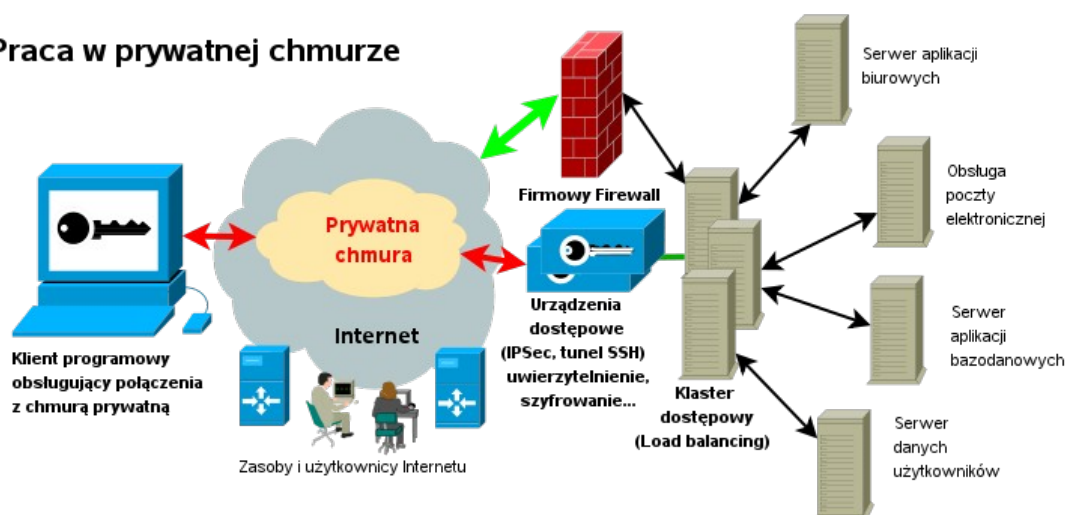 Praca w prywatnej chmurze
Serwer aplikacji
biurowych
Obsługa
poczty
elektronicznej
Firmowy Firewall
Prywatna
chmura
Internet
Urządzenia
dostępowe
(IPSec, tunel SSH)
uwierzytelnienie,
szyfrowanie...
Serwer
aplikacji
bazodanowych
Klient programowy
obsługujący połączenia
z chmurą prywatną
Klaster
dostępowy
(Load balancing)
Serwer
danych
użytkowników
Zasoby i użytkownicy Internetu